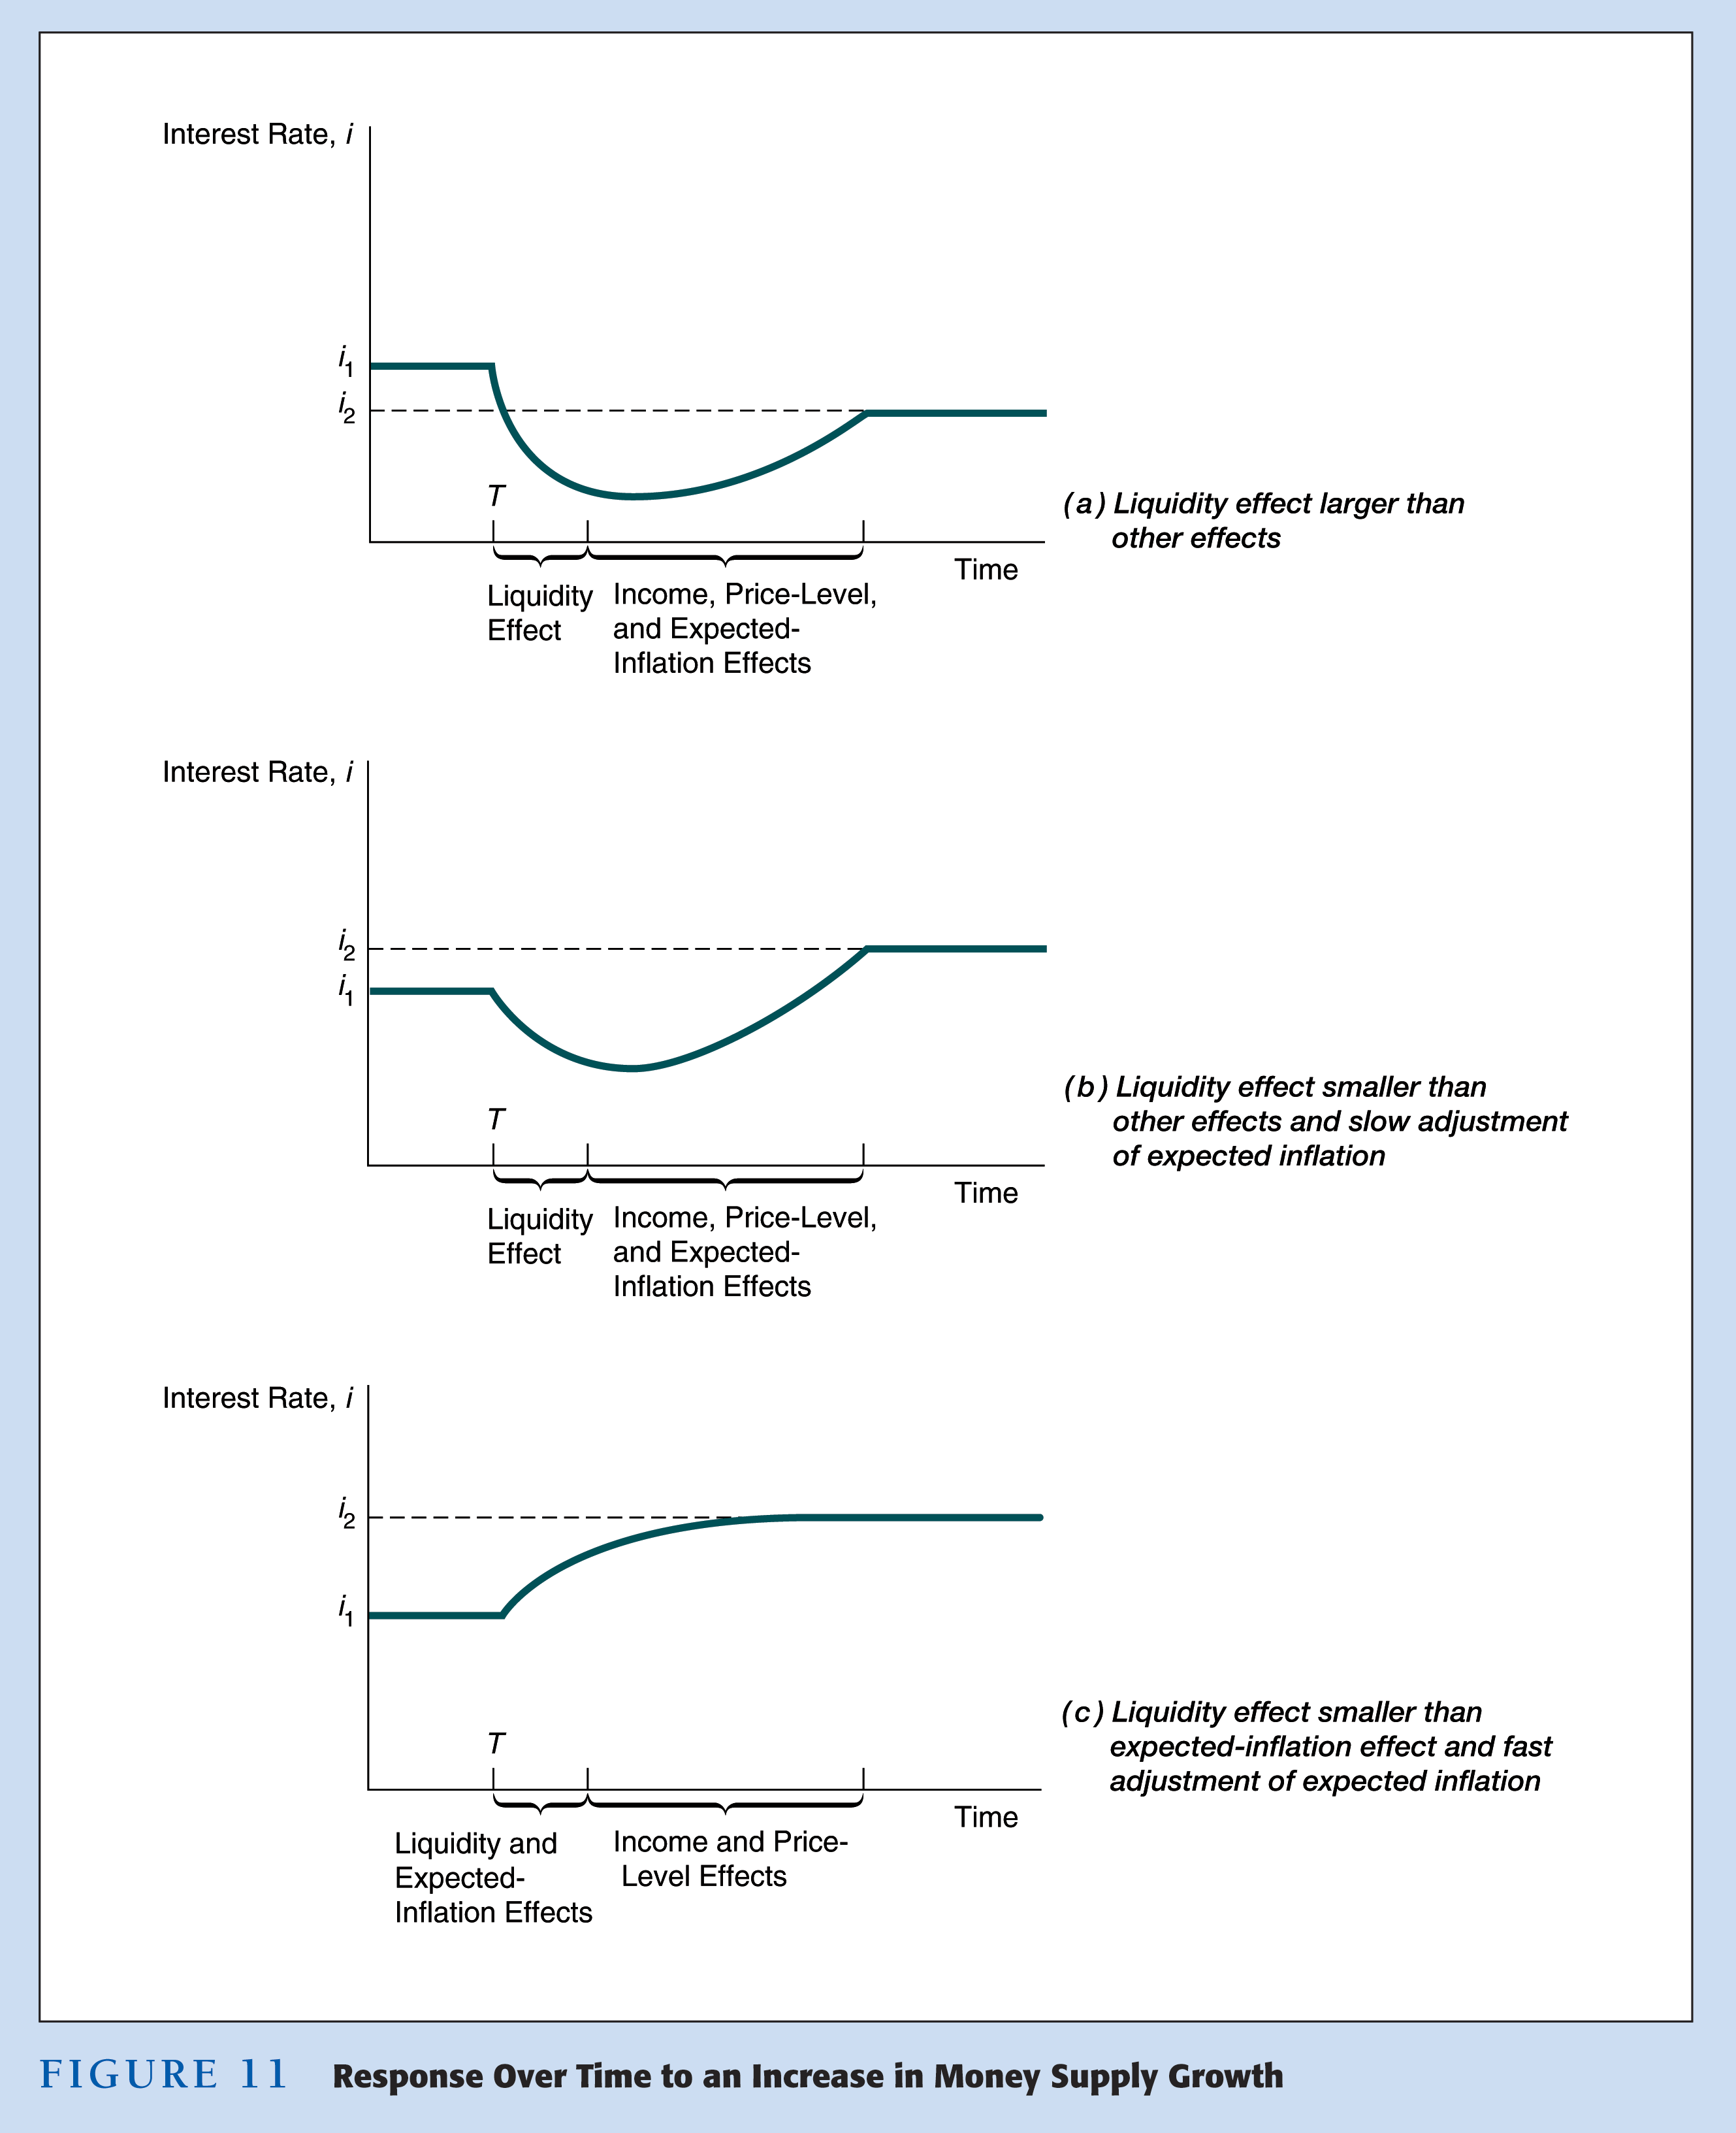 Interest Rate, i
i1
i2
T
(a) Liquidity effect larger than
other effects
Time
Liquidity
Effect
Income, Price-Level,
and Expected-
Inflation Effects
Interest Rate, i
i2
i1
T
(b) Liquidity effect smaller than
other effects and slow adjustment
of expected inflation
Time
Liquidity
Effect
Income, Price-Level,
and Expected-
Inflation Effects
Interest Rate, i
i2
i1
T
(c) Liquidity effect smaller than
expected-inflation effect and fast
adjustment of expected inflation
Time
Liquidity and
Expected-
Inflation Effects
Income and Price-
Level Effects
FIGURE 11 Response Over Time to an Increase in Money Supply Growth